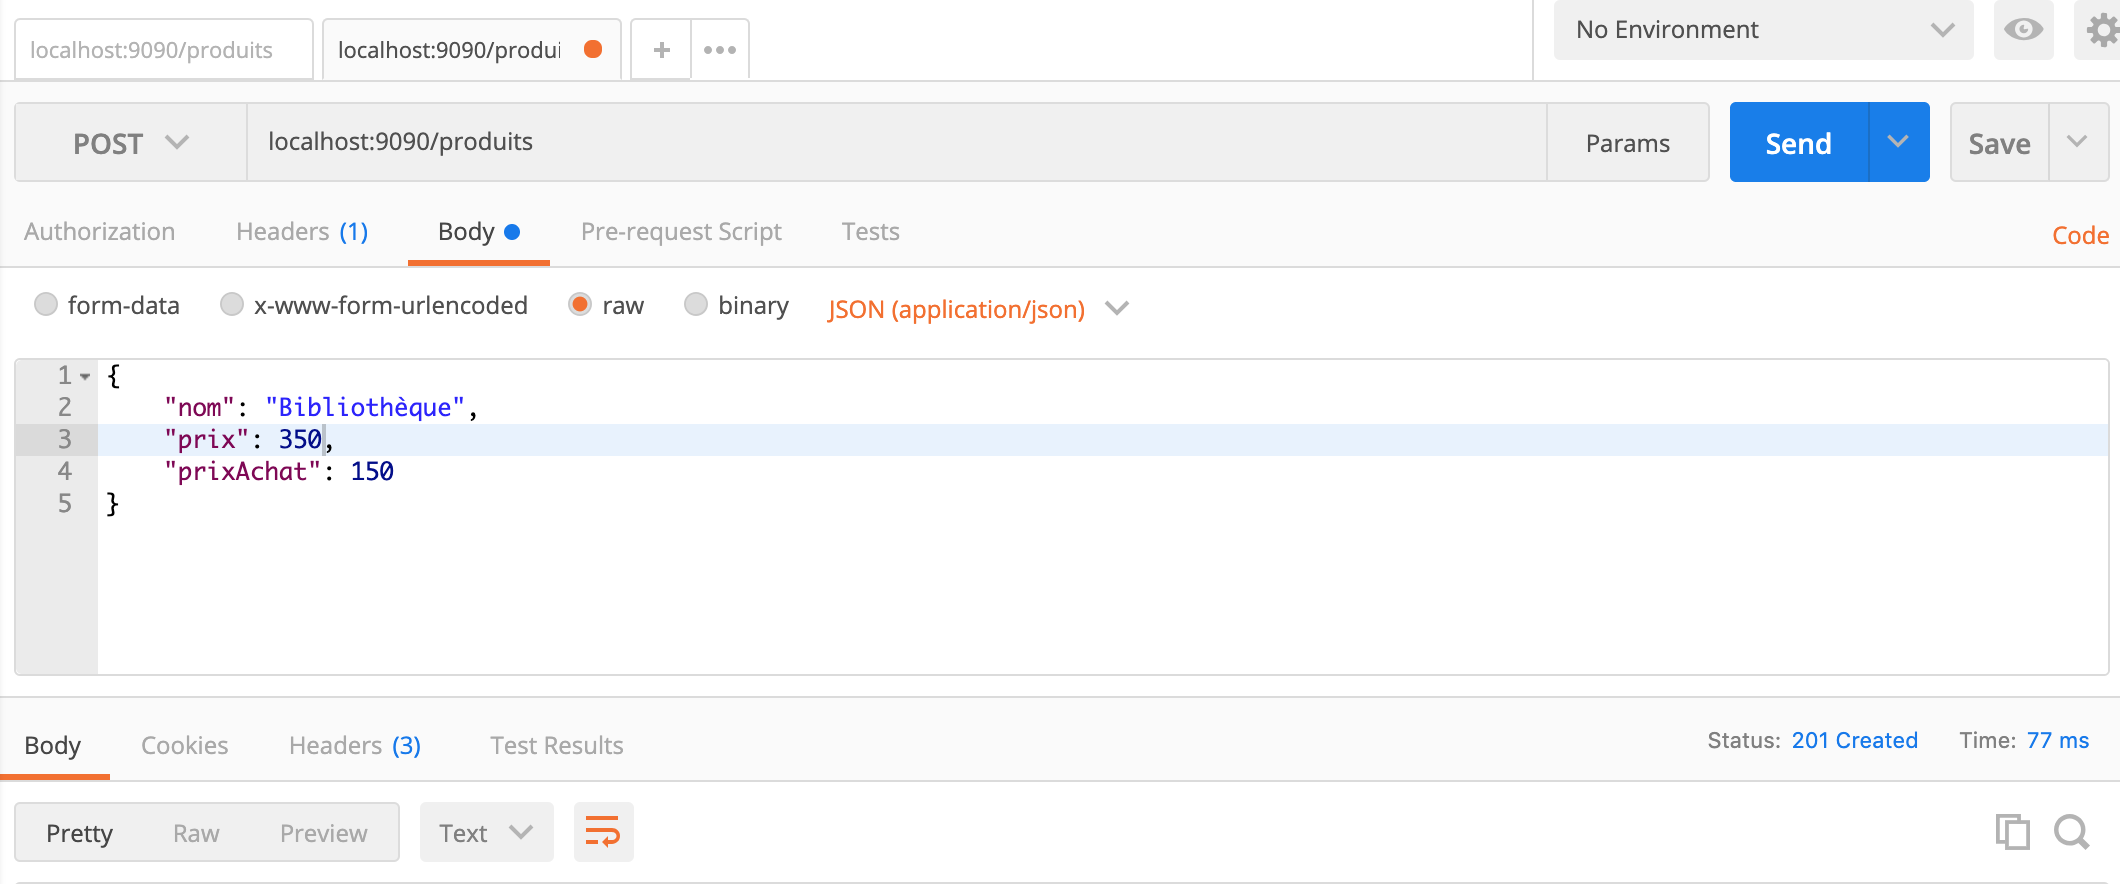 localhost:9090/produits localhost:9090/produi + ••• No Environment
POST localhost:9090/produits Params Send Save
Authorization Headers (1) Body Pre-request Script Tests Code
form-data x-www-form-urlencoded raw binary JSON (application/json)
1 {
2 "nom": "Bibliothèque",
3 "prix": 350,
4 "prixAchat": 150
5 }
Body Cookies Headers (3) Test Results Status: 201 Created Time: 77 ms
Pretty Raw Preview Text